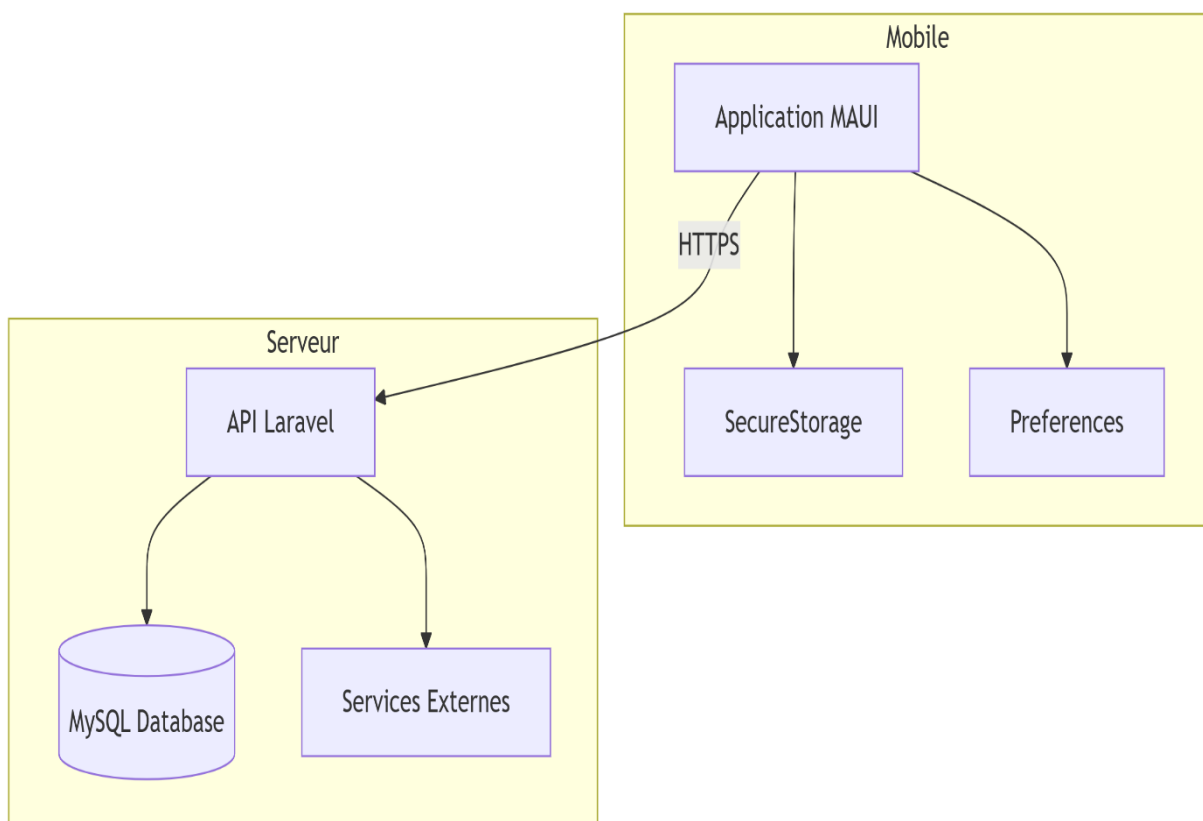 Mobile
Application MAUI
HTTPS
Serveur
API Laravel
SecureStorage
Preferences
MySQL Database
Services Externes